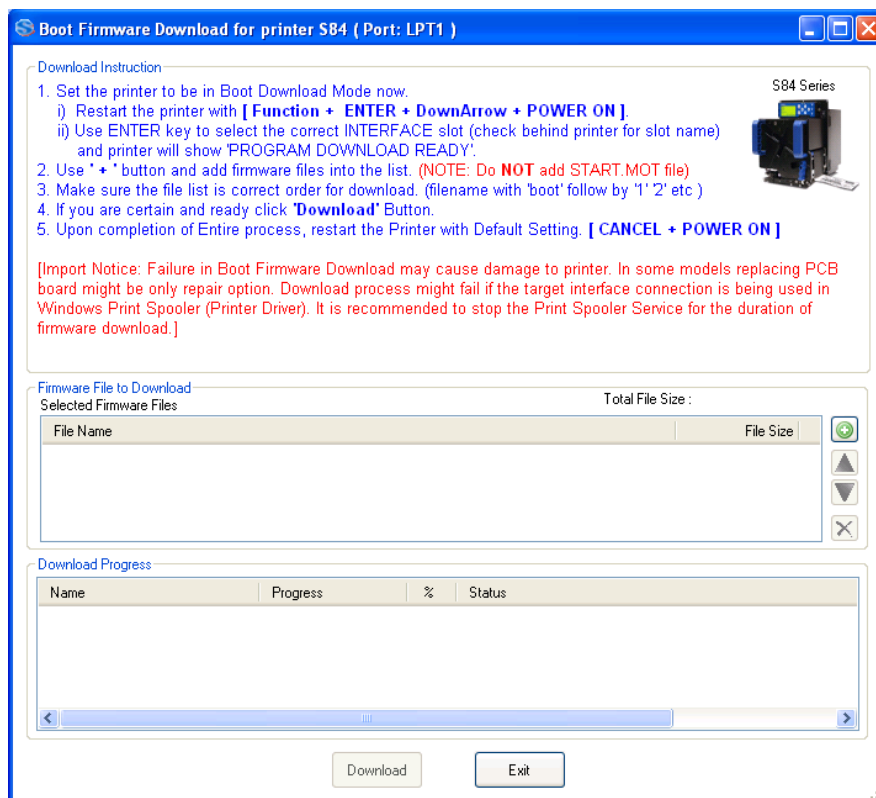 Boot Firmware Download for printer S84 ( Port: LPT1 )
Download Instruction
S84 Series
1. Set the printer to be in Boot Download Mode now.
i) Restart the printer with [ Function + ENTER + DownArrow + POWER ON ].
ii) Use ENTER key to select the correct INTERFACE slot (check behind printer for slot name)
and printer will show 'PROGRAM DOWNLOAD READY'.
2. Use ' + ' button and add firmware files into the list. (NOTE: Do NOT add START.MOT file)
3. Make sure the file list is correct order for download. (filename with 'boot' follow by '1' '2' etc )
4. If you are certain and ready click 'Download' Button.
5. Upon completion of Entire process, restart the Printer with Default Setting. [ CANCEL + POWER ON ]
[Import Notice: Failure in Boot Firmware Download may cause damage to printer. In some models replacing PCB
board might be only repair option. Download process might fail if the target interface connection is being used in
Windows Print Spooler (Printer Driver). It is recommended to stop the Print Spooler Service for the duration of
firmware download.]
Firmware File to Download
Selected Firmware Files
Total File Size :
File Name File Size
Download Progress
Name Progress % Status
Download Exit